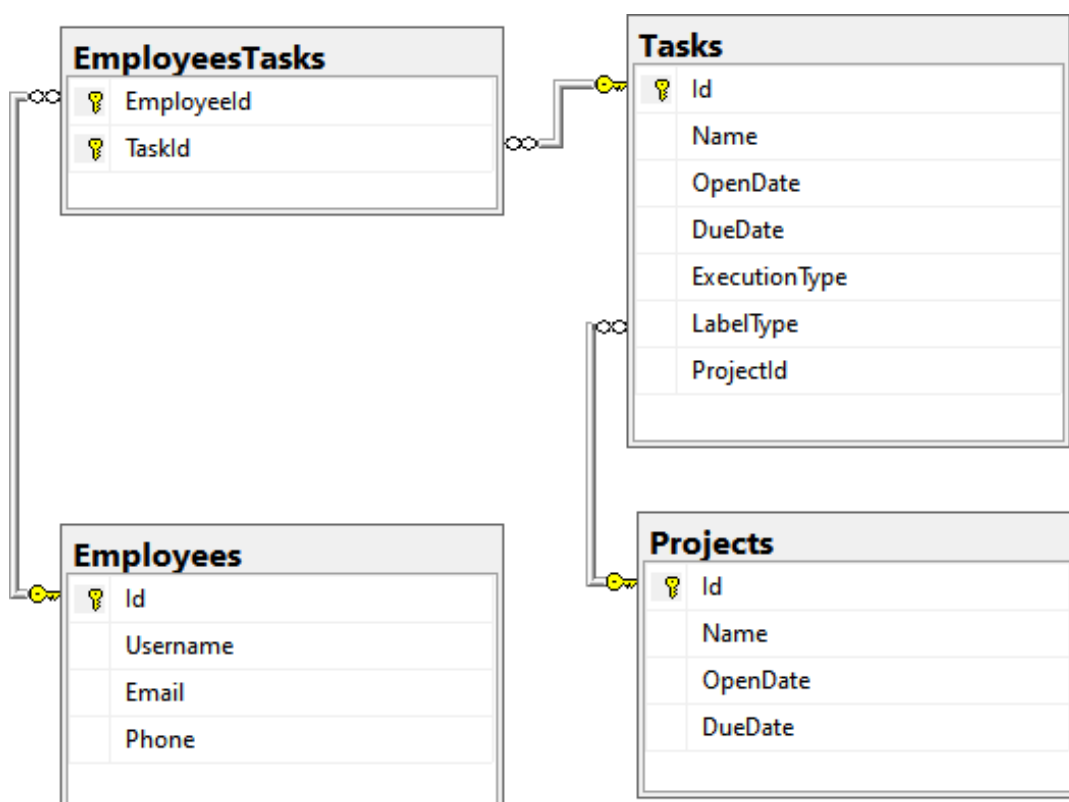 EmployeesTasks
EmployeeId
TaskId
Tasks
Id
Name
OpenDate
DueDate
ExecutionType
LabelType
ProjectId
Employees
Id
Username
Email
Phone
Projects
Id
Name
OpenDate
DueDate